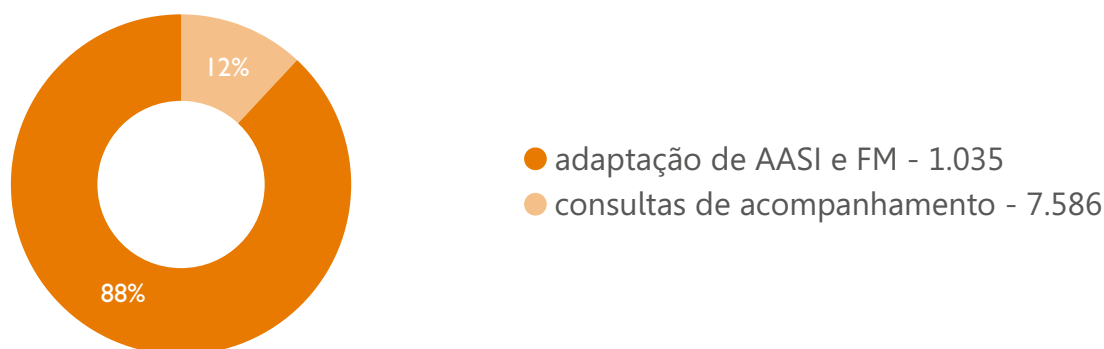 12%
88%
adaptação de AASI e FM - 1.035
consultas de acompanhamento - 7.586